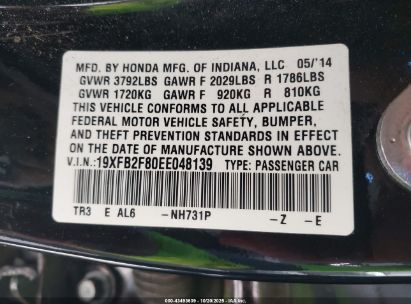 MFD. BY HONDA MFG. OF INDIANA, LLC 05/'14
GVWR 3792LBS GAWR F 2029LBS R 1786LBS
GVWR 1720KG GAWR F 920KG R 810KG
THIS VEHICLE CONFORMS TO ALL APPLICABLE
FEDERAL MOTOR VEHICLE SAFETY, BUMPER,
AND THEFT PREVENTION STANDARDS IN EFFECT
ON THE DATE OF MANUFACTURE SHOWN ABOVE.
V.I.N.:19XFB2F80EE048139 TYPE: PASSENGER CAR
TR3 E AL6 -NH731P -Z -E